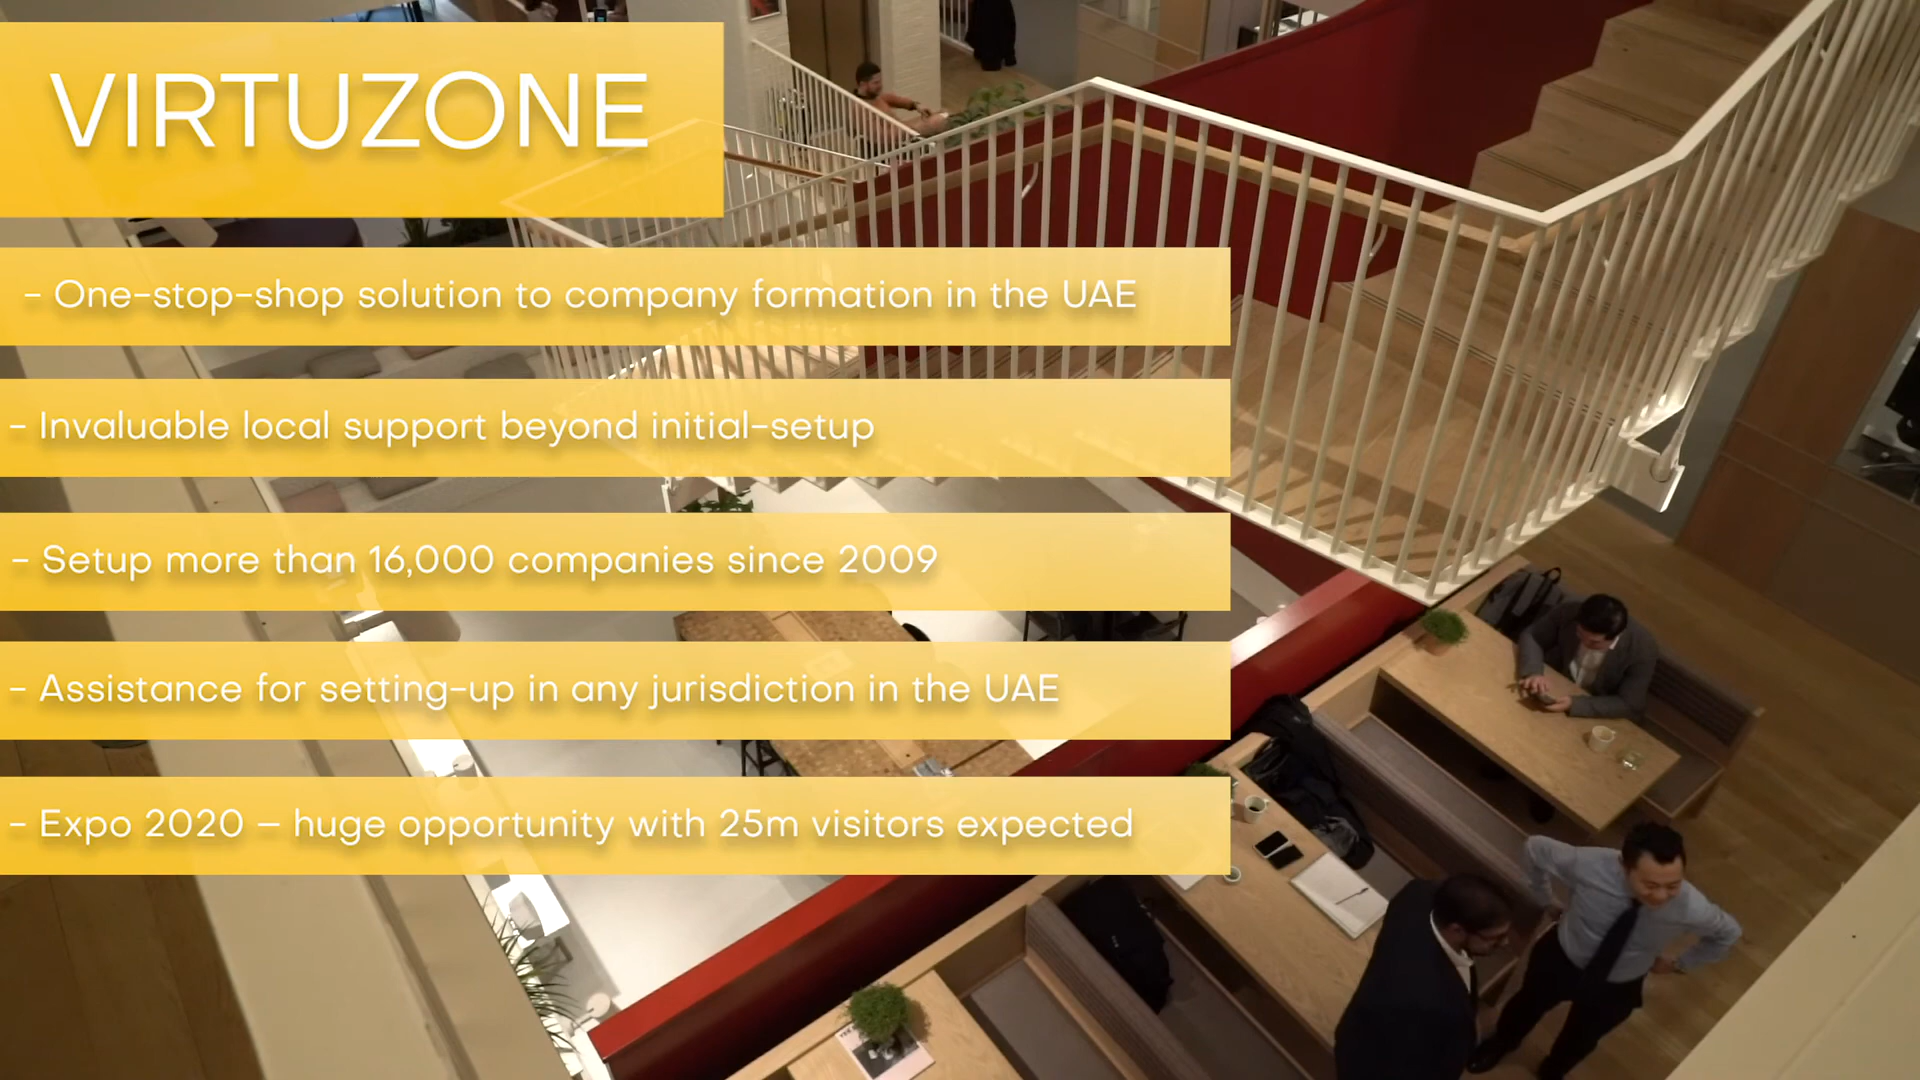 VIRTUZONE
- One-stop-shop solution to company formation in the UAE
- Invaluable local support beyond initial-setup
- Setup more than 16,000 companies since 2009
- Assistance for setting-up in any jurisdiction in the UAE
- Expo 2020 – huge opportunity with 25m visitors expected